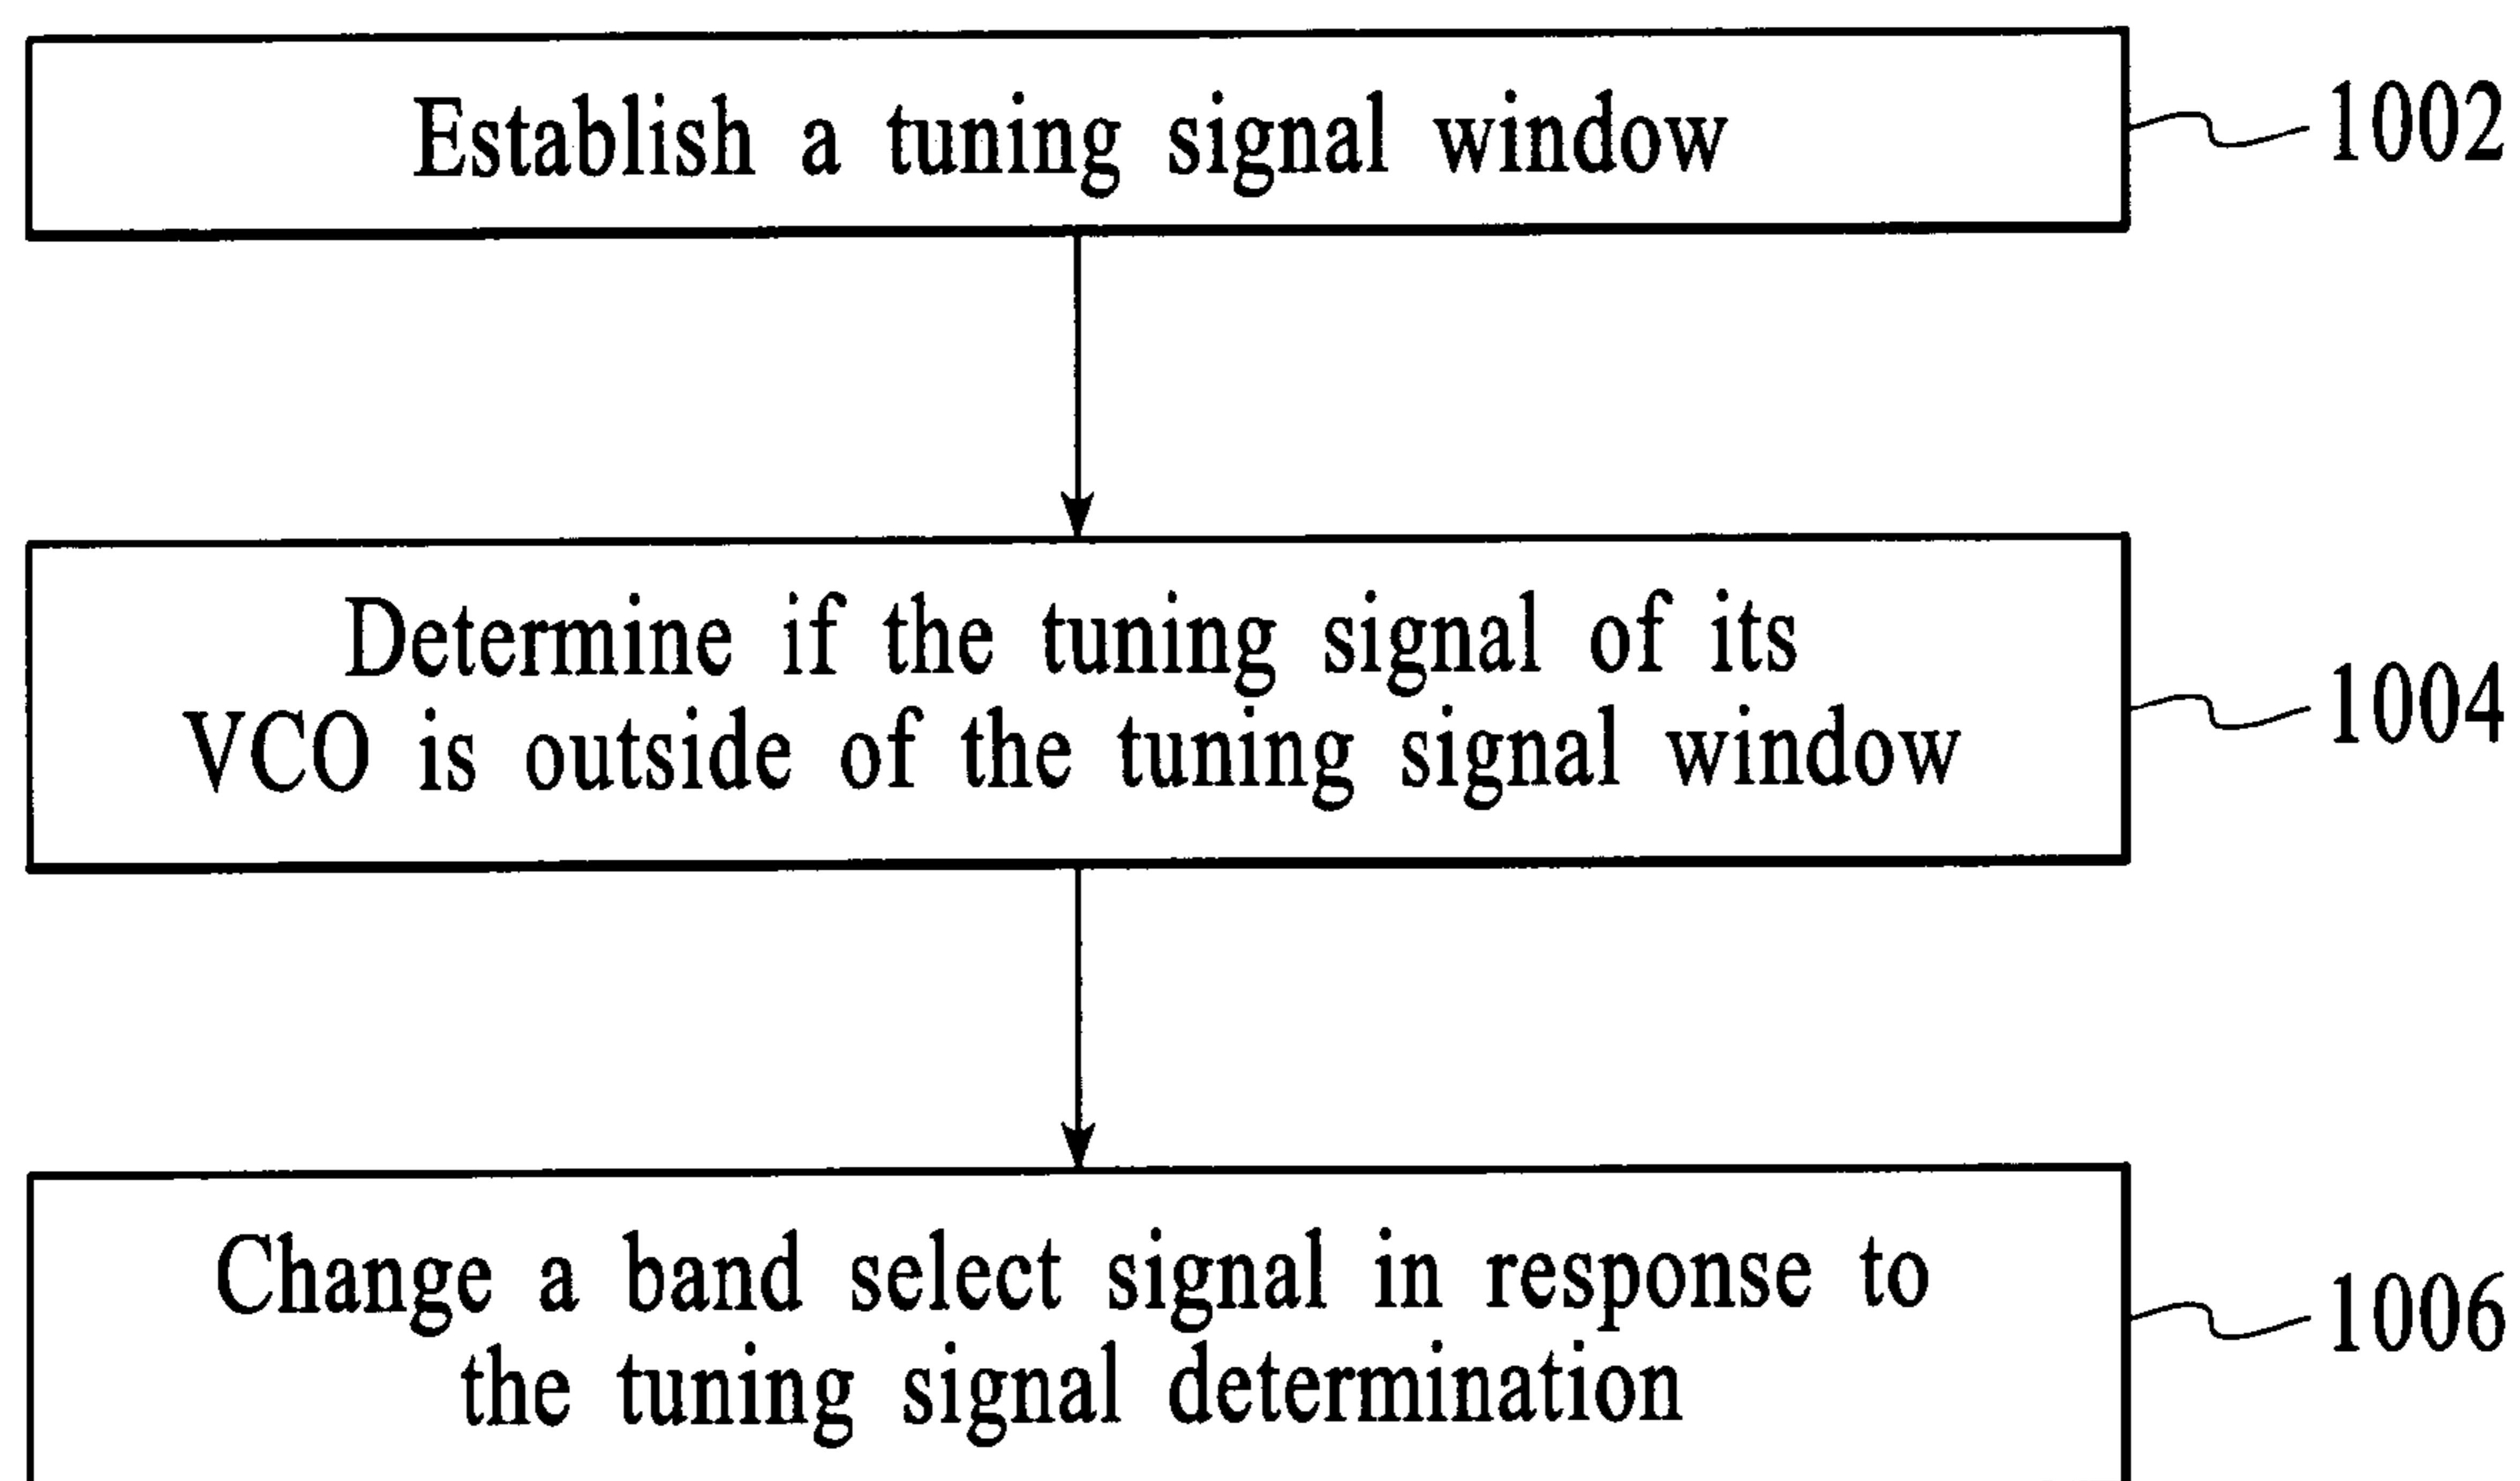 Establish a tuning signal window
1002
Determine if the tuning signal of its
VCO is outside of the tuning signal window
1004
Change a band select signal in response to
the tuning signal determination
1006